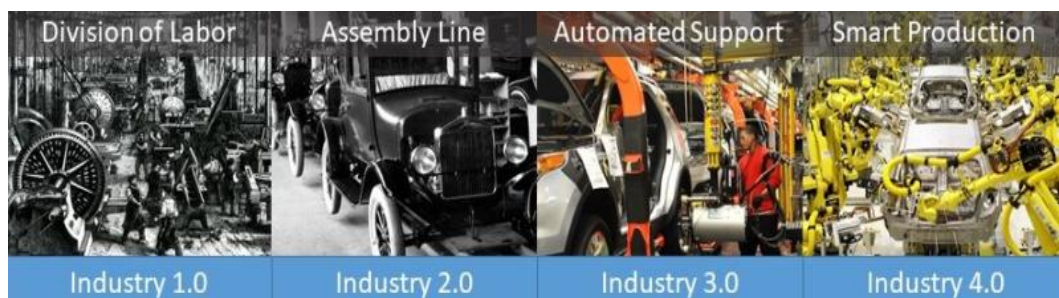 Division of Labor
Assembly Line
Automated Support
Smart Production
Industry 1.0
Industry 2.0
Industry 3.0
Industry 4.0